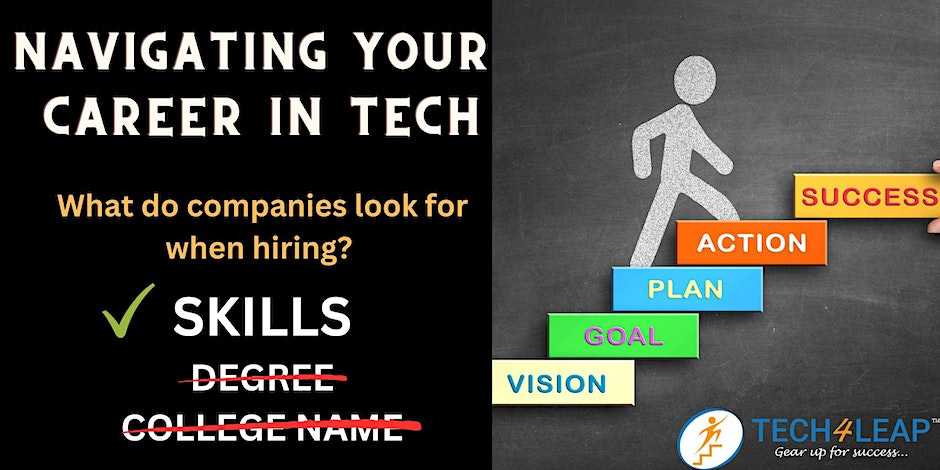 NAVIGATING YOUR
CAREER IN TECH
What do companies look for
when hiring?
SKILLS
DEGREE
COLLEGE NAME
SUCCESS
ACTION
PLAN
GOAL
VISION
TECH4LEAP™
Gear up for success...